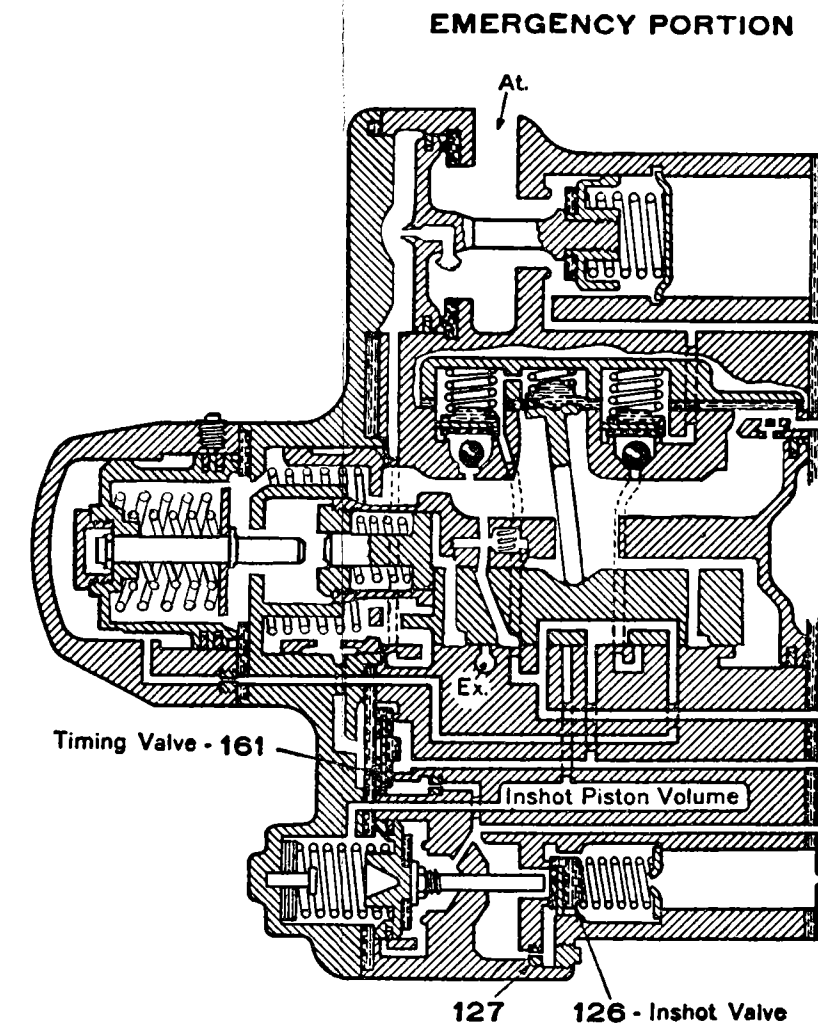 EMERGENCY PORTION
At.
Ex.
Timing Valve - 161
Inshot Piston Volume
127
126 - Inshot Valve